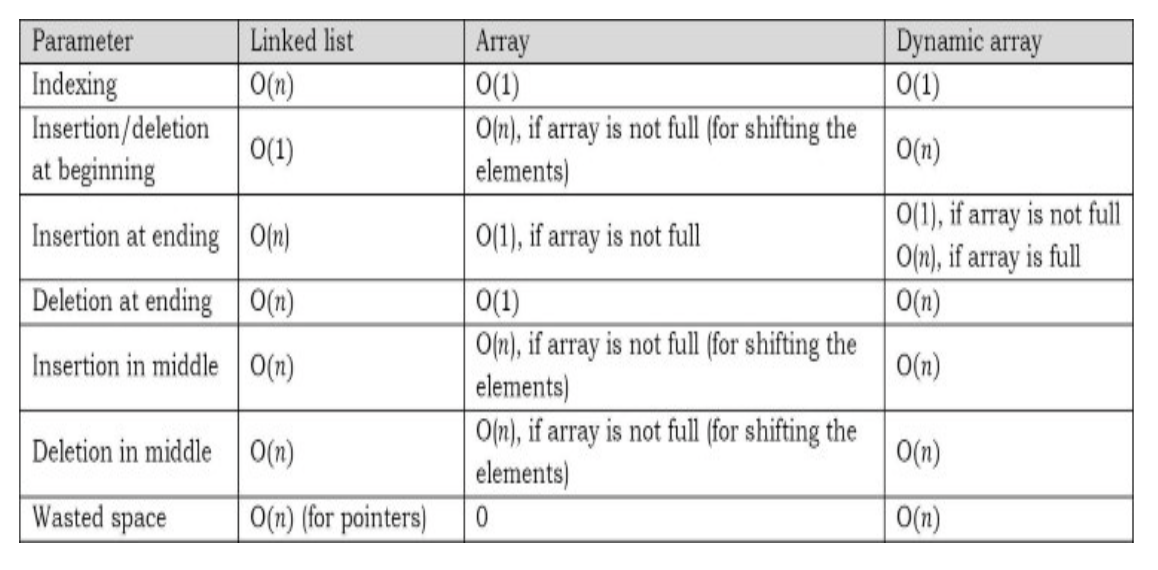 Parameter Linked list Array Dynamic array
Indexing O(n) O(1) O(1)
Insertion/deletion
at beginning
O(1)
O(n), if array is not full (for shifting the
elements)
O(n)
Insertion at ending O(n) O(1), if array is not full
O(1), if array is not full
O(n), if array is full
Deletion at ending O(n) O(1) O(n)
Insertion in middle O(n)
O(n), if array is not full (for shifting the
elements)
O(n)
Deletion in middle O(n)
O(n), if array is not full (for shifting the
elements)
O(n)
Wasted space O(n) (for pointers) 0 O(n)